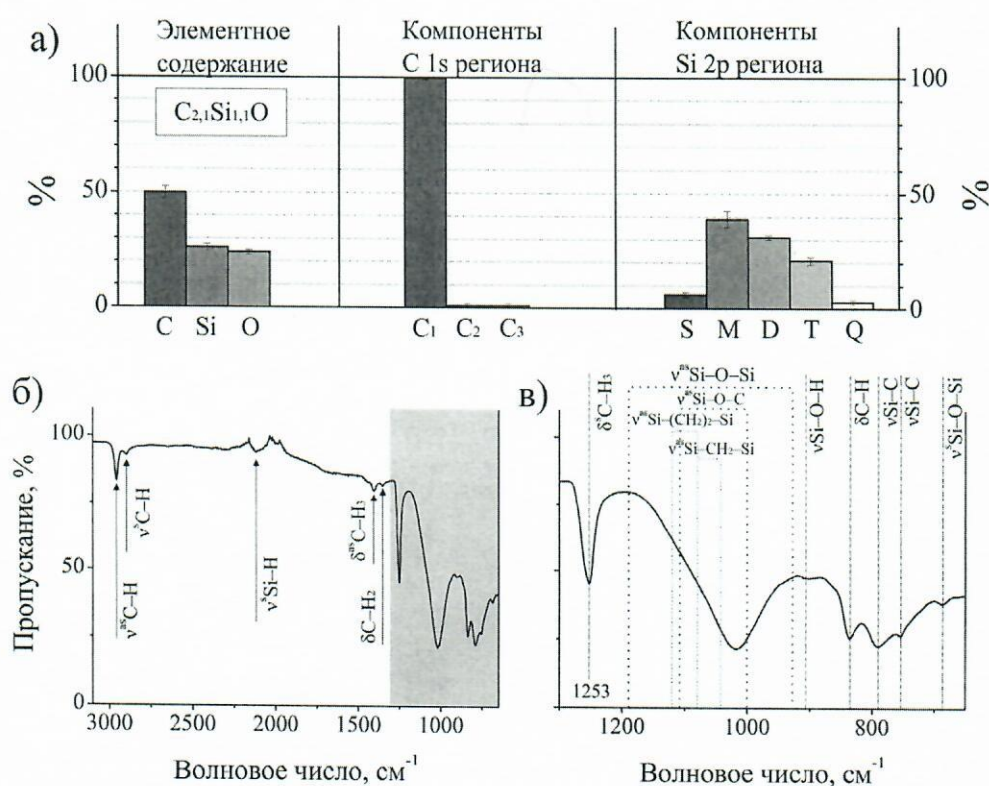 а)
Элементное
содержание
Компоненты
C 1s региона
Компоненты
Si 2p региона
100
100
C2,1Si1,1O
%
50
50
%
0
0
C Si O
C1 C2 C3
S M D T Q
б)
100
Пропускание, %
50
0
νasC–H
νsC–H
νsSi–H
δasC–H3
δC–H2
3000 2500 2000 1500 1000
Волновое число, см-1
в)
δsC–H3
νasSi–O–Si
νasSi–O–C
νasSi–(CH2)2–Si
νasSi–CH2–Si
νSi–O–H
δC–H
νSi–C
νSi–C
νsSi–O–Si
1253
1200 1000 800
Волновое число, см-1